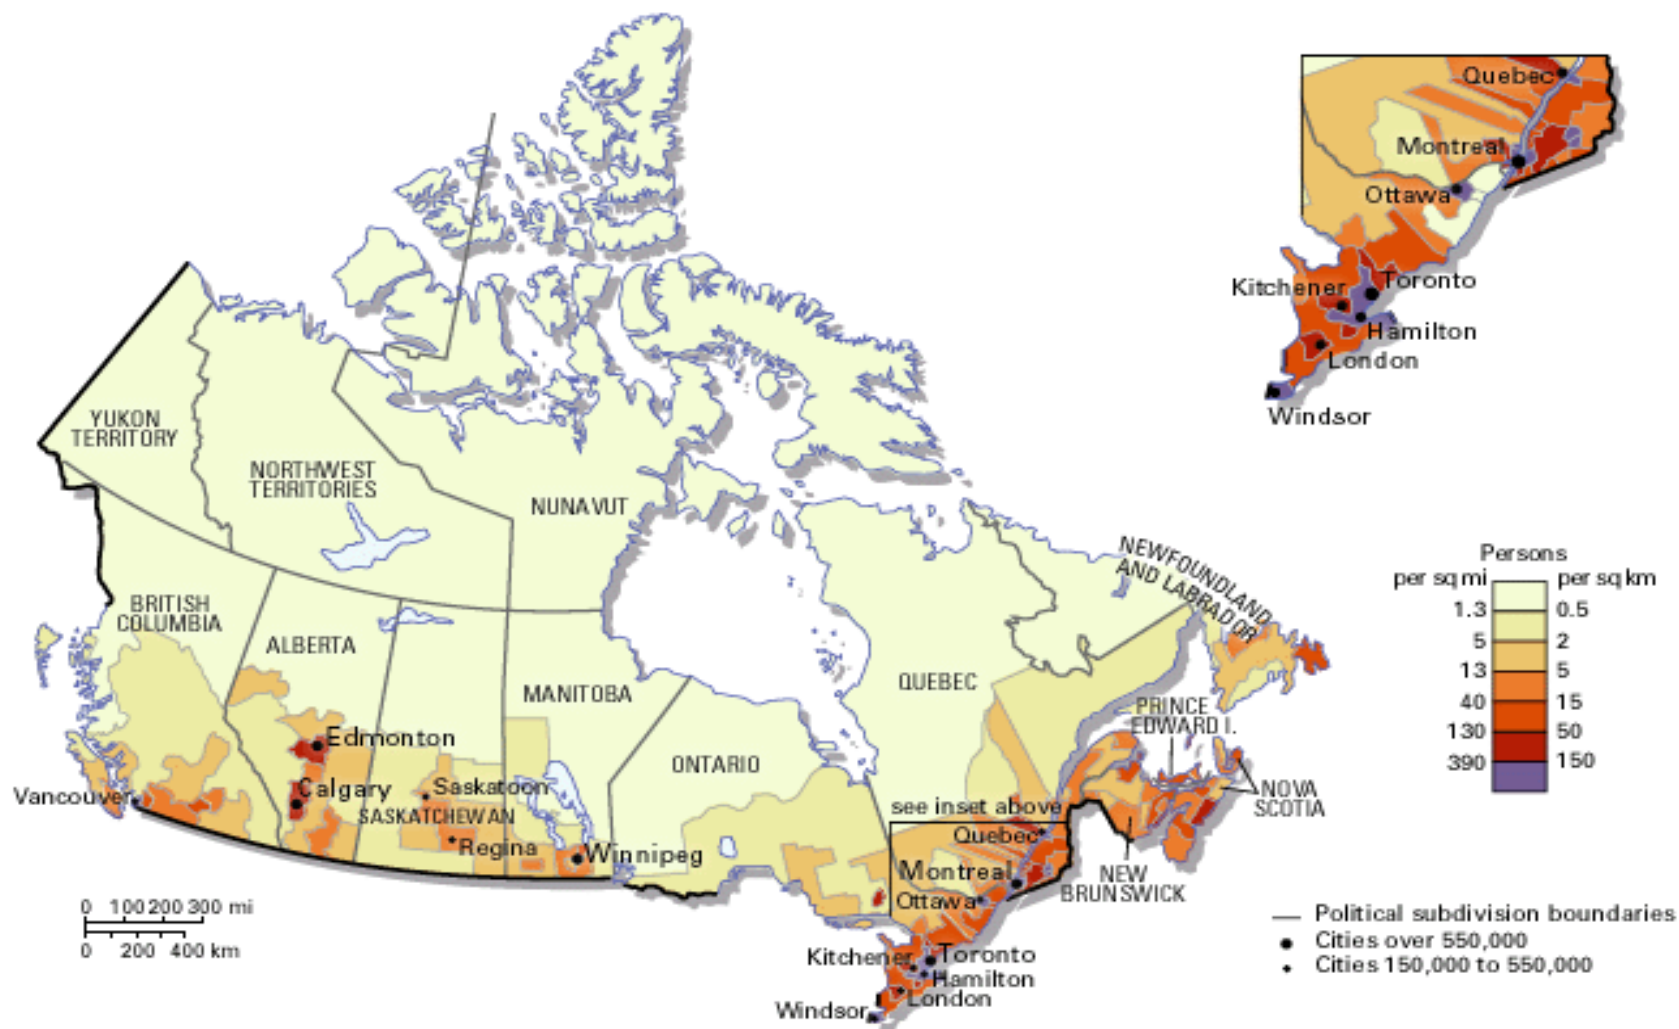 Quebec
Montreal
Ottawa
Kitchener
Toronto
Hamilton
London
Windsor
YUKON
TERRITORY
NORTHWEST
TERRITORIES
NUNAVUT
NEWFOUNDLAND
AND LABRADOR
BRITISH
COLUMBIA
ALBERTA
MANITOBA
QUEBEC
PRINCE
EDWARD I.
ONTARIO
Edmonton
Calgary
Saskatoon
SASKATCHEWAN
Vancouver
Regina
Winnipeg
see inset above
Quebec
Montreal
Ottawa
NOVA
SCOTIA
NEW
BRUNSWICK
Kitchener
Toronto
Hamilton
London
Windsor
Persons
per sq mi per sq km
1.3 0.5
5 2
13 5
40 15
130 50
390 150
0 100 200 300 mi
0 200 400 km
Political subdivision boundaries
Cities over 550,000
Cities 150,000 to 550,000